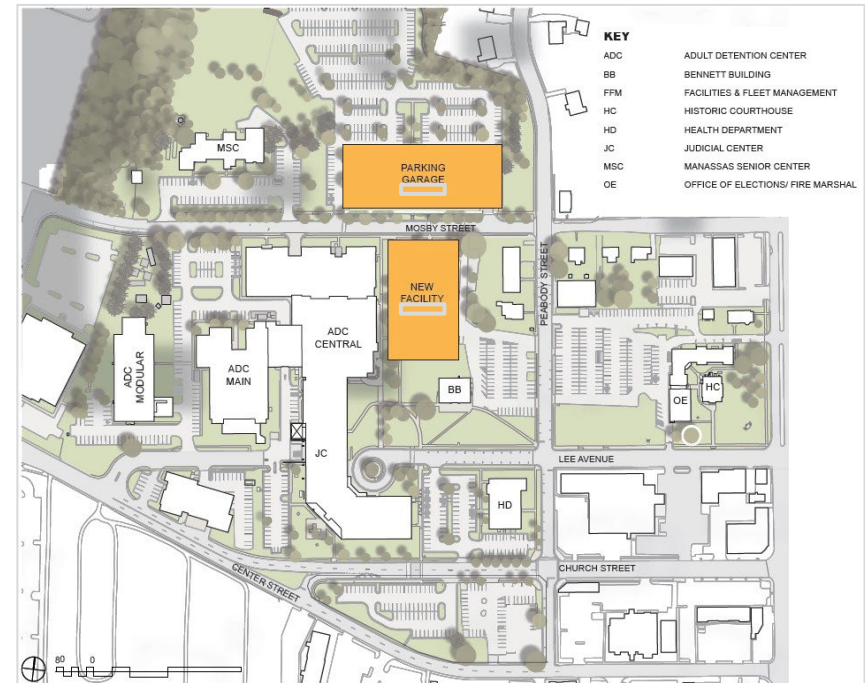 KEY
ADC ADULT DETENTION CENTER
BB BENNETT BUILDING
FFM FACILITIES & FLEET MANAGEMENT
HC HISTORIC COURTHOUSE
HD HEALTH DEPARTMENT
JC JUDICIAL CENTER
MSC MANASSAS SENIOR CENTER
OE OFFICE OF ELECTIONS/ FIRE MARSHAL
MSC
PARKING
GARAGE
MOSBY STREET
PEABODY STREET
NEW
FACILITY
ADC
CENTRAL
ADC
MAIN
ADC
MODULAR
BB
HC
OE
JC
LEE AVENUE
HD
CHURCH STREET
CENTER STREET
80 0